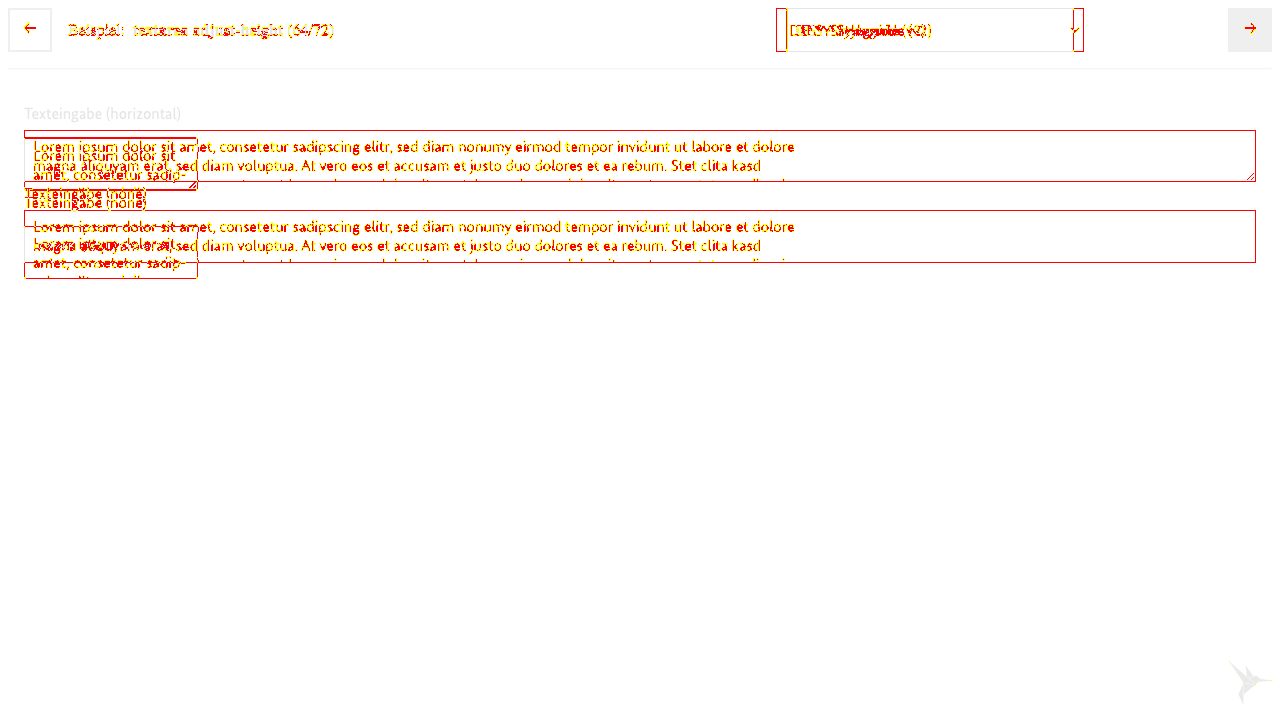 Beispiel: textarea adjust-height (64/72)
Texteingabe (horizontal)
Lorem ipsum dolor sit amet, consetetur sadipscing elitr, sed diam nonumy eirmod tempor invidunt ut labore et dolore
Lorem ipsum dolor sit
magna aliquyam erat, sed diam voluptua. At vero eos et accusam et justo duo dolores et ea rebum. Stet clita kasd
amet, consetetur sadip-
Texteingabe (none)
Texteingabe (none)
Lorem ipsum dolor sit amet, consetetur sadipscing elitr, sed diam nonumy eirmod tempor invidunt ut labore et dolore
Lorem ipsum dolor sit
magna aliquyam erat, sed diam voluptua. At vero eos et accusam et justo duo dolores et ea rebum. Stet clita kasd
amet, consetetur sadip-